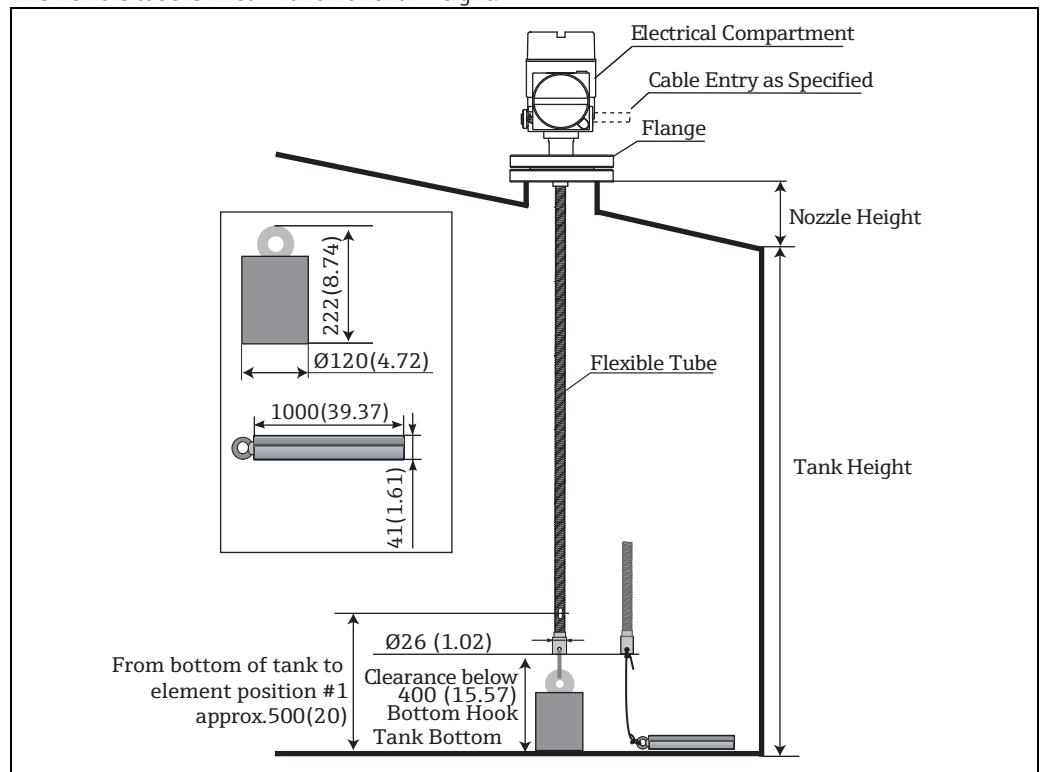 Electrical Compartment
Cable Entry as Specified
Flange
Nozzle Height
222(8.74)
Ø120(4.72)
1000(39.37)
41(1.61)
Flexible Tube
Tank Height
Ø26 (1.02)
From bottom of tank to
element position #1
approx.500(20)
Clearance below
400 (15.57)
Bottom Hook
Tank Bottom